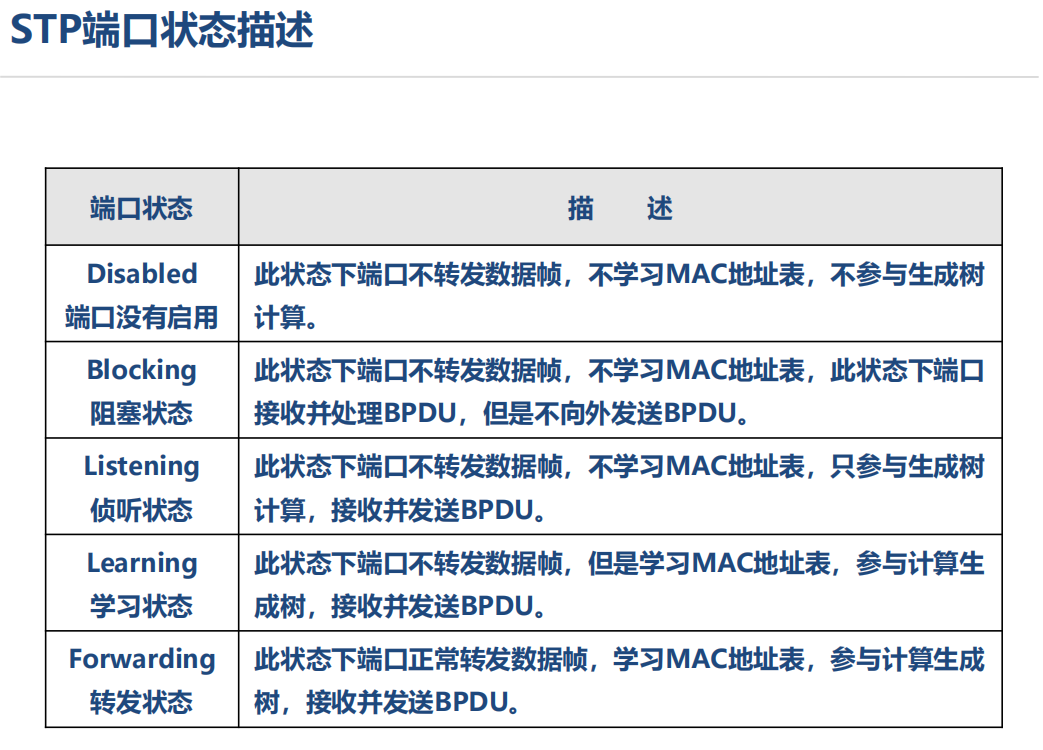 STP端口状态描述
端口状态
描 述
Disabled
端口没有启用
此状态下端口不转发数据帧，不学习MAC地址表，不参与生成树
计算。
Blocking
阻塞状态
此状态下端口不转发数据帧，不学习MAC地址表，此状态下端口
接收并处理BPDU，但是不向外发送BPDU。
Listening
侦听状态
此状态下端口不转发数据帧，不学习MAC地址表，只参与生成树
计算，接收并发送BPDU。
Learning
学习状态
此状态下端口不转发数据帧，但是学习MAC地址表，参与计算生
成树，接收并发送BPDU。
Forwarding
转发状态
此状态下端口正常转发数据帧，学习MAC地址表，参与计算生成
树，接收并发送BPDU。